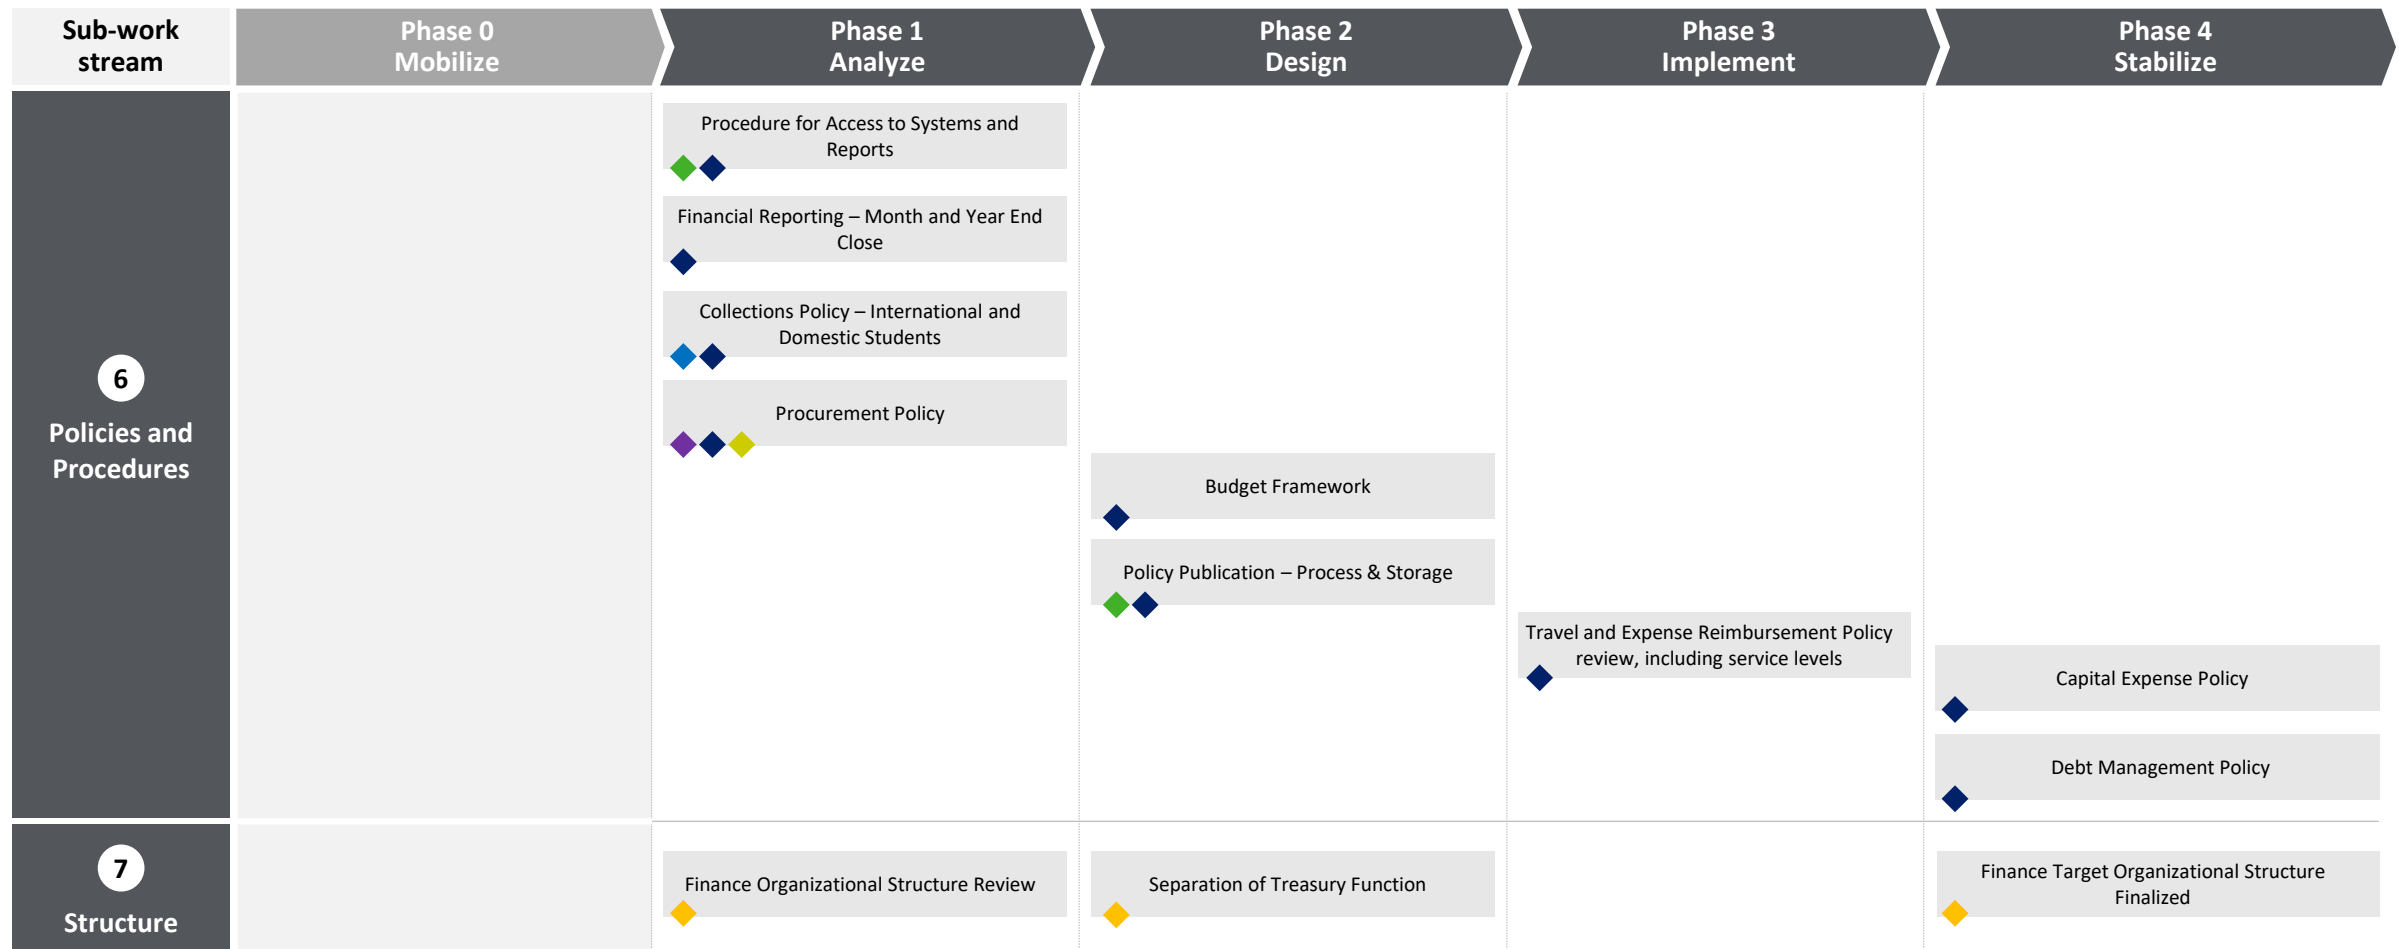 Sub-work
stream
Phase 0
Mobilize
Phase 1
Analyze
Phase 2
Design
Phase 3
Implement
Phase 4
Stabilize
6
Policies and
Procedures
Procedure for Access to Systems and
Reports
Financial Reporting – Month and Year End
Close
Collections Policy – International and
Domestic Students
Procurement Policy
Budget Framework
Policy Publication – Process & Storage
Travel and Expense Reimbursement Policy
review, including service levels
Capital Expense Policy
Debt Management Policy
7
Structure
Finance Organizational Structure Review
Separation of Treasury Function
Finance Target Organizational Structure
Finalized